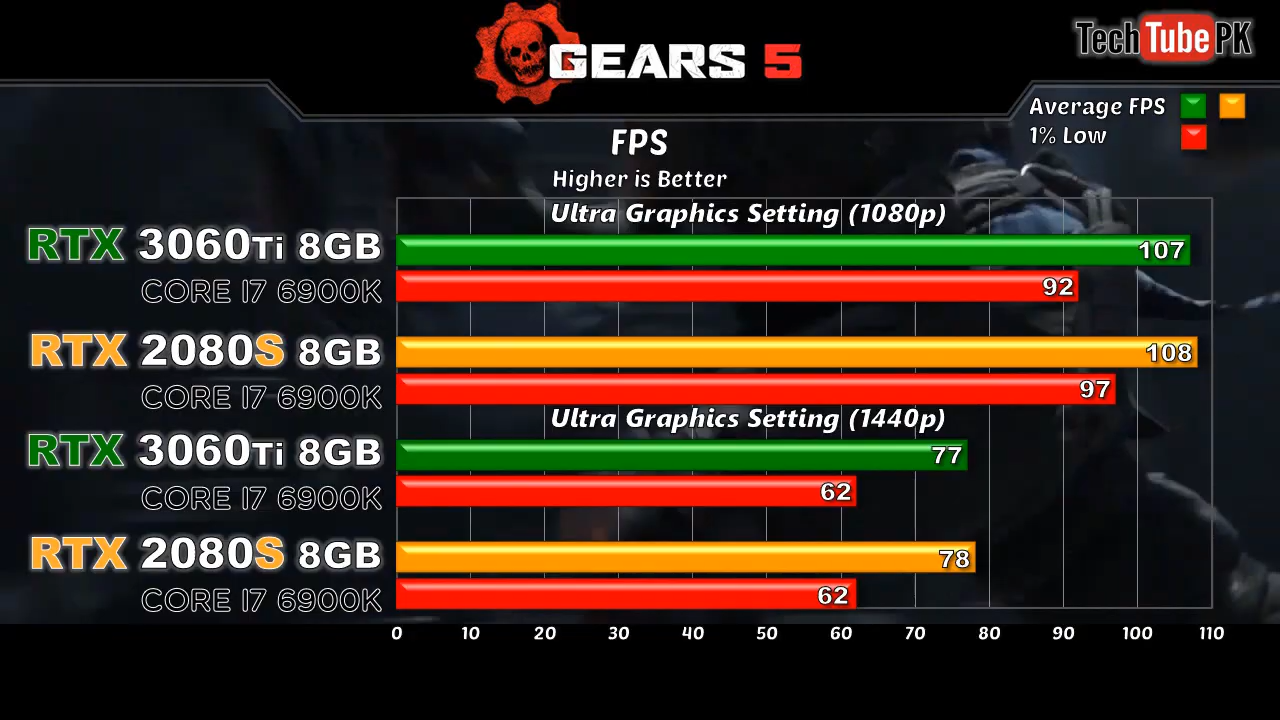 GEARS 5
TechTubePK
Average FPS
1% Low
FPS
Higher is Better
Ultra Graphics Setting (1080p)
RTX 3060Ti 8GB
107
CORE I7 6900K
92
RTX 2080S 8GB
108
CORE I7 6900K
97
Ultra Graphics Setting (1440p)
RTX 3060Ti 8GB
77
CORE I7 6900K
62
RTX 2080S 8GB
78
CORE I7 6900K
62
0 10 20 30 40 50 60 70 80 90 100 110